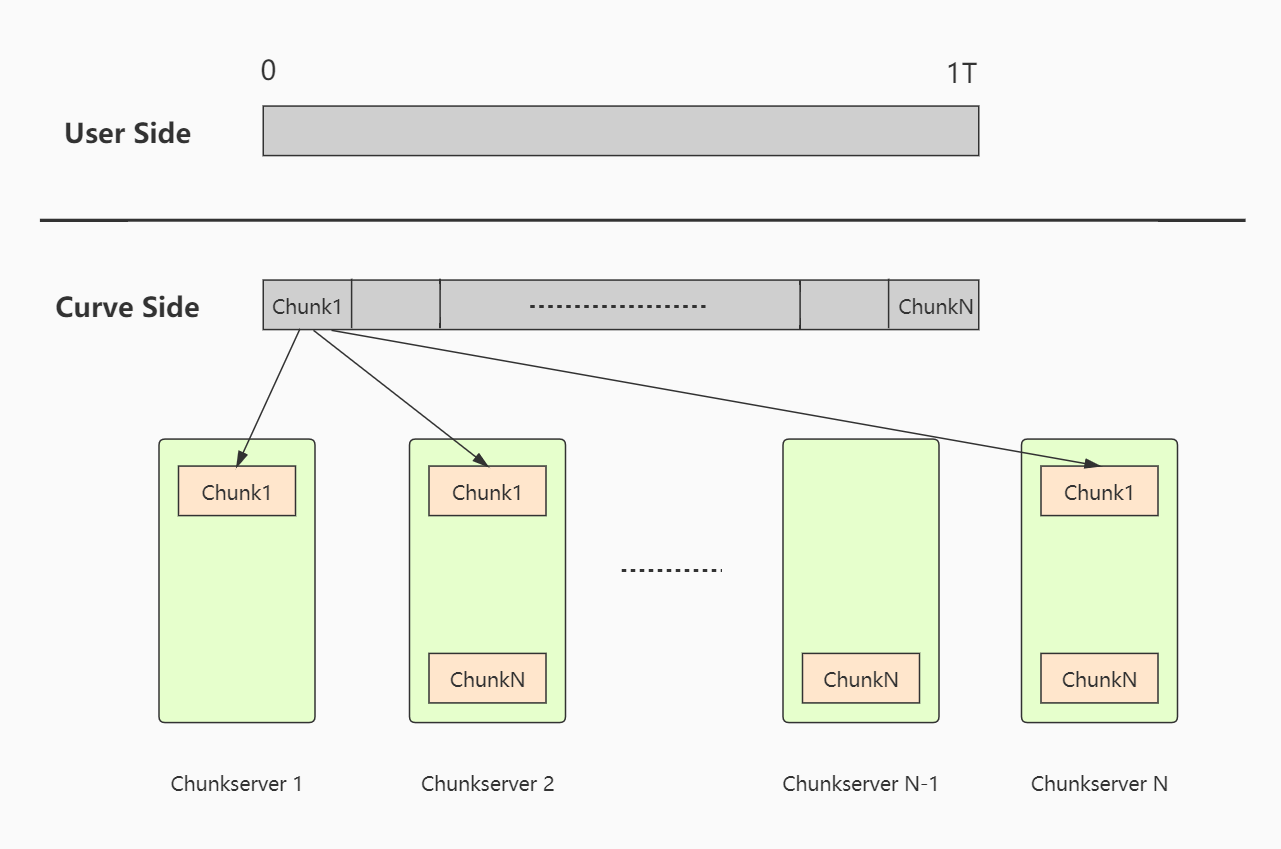 0
1T
User Side
Curve Side
Chunk1
ChunkN
Chunk1
Chunk1
Chunk1
ChunkN
ChunkN
ChunkN
Chunkserver 1
Chunkserver 2
Chunkserver N-1
Chunkserver N